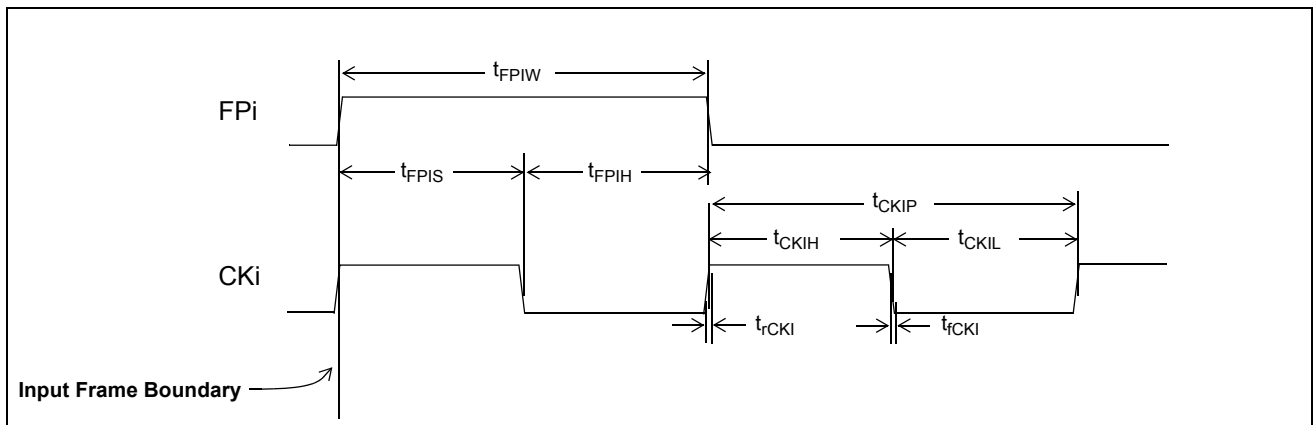 tFPIW
FPi
tFPIS
tFPIH
tCKIP
tCKIH
tCKIL
CKi
trCKI
tfCKI
Input Frame Boundary